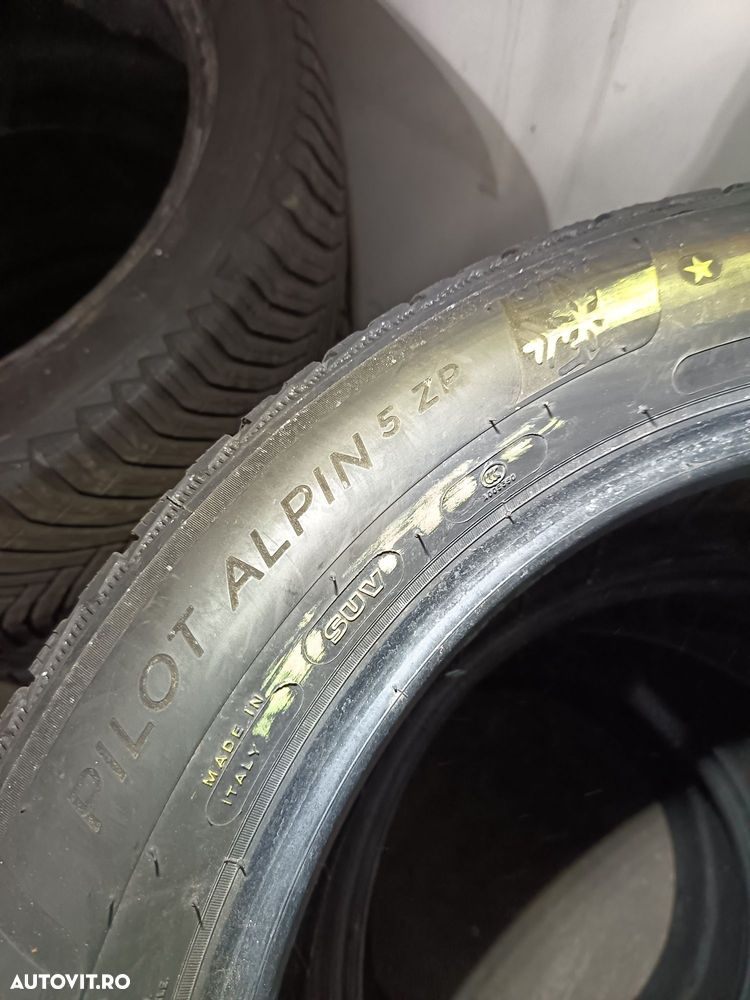 PILOT ALPIN 5 ZP
SUV
MADE IN
ITALY
AUTOVIT.RO